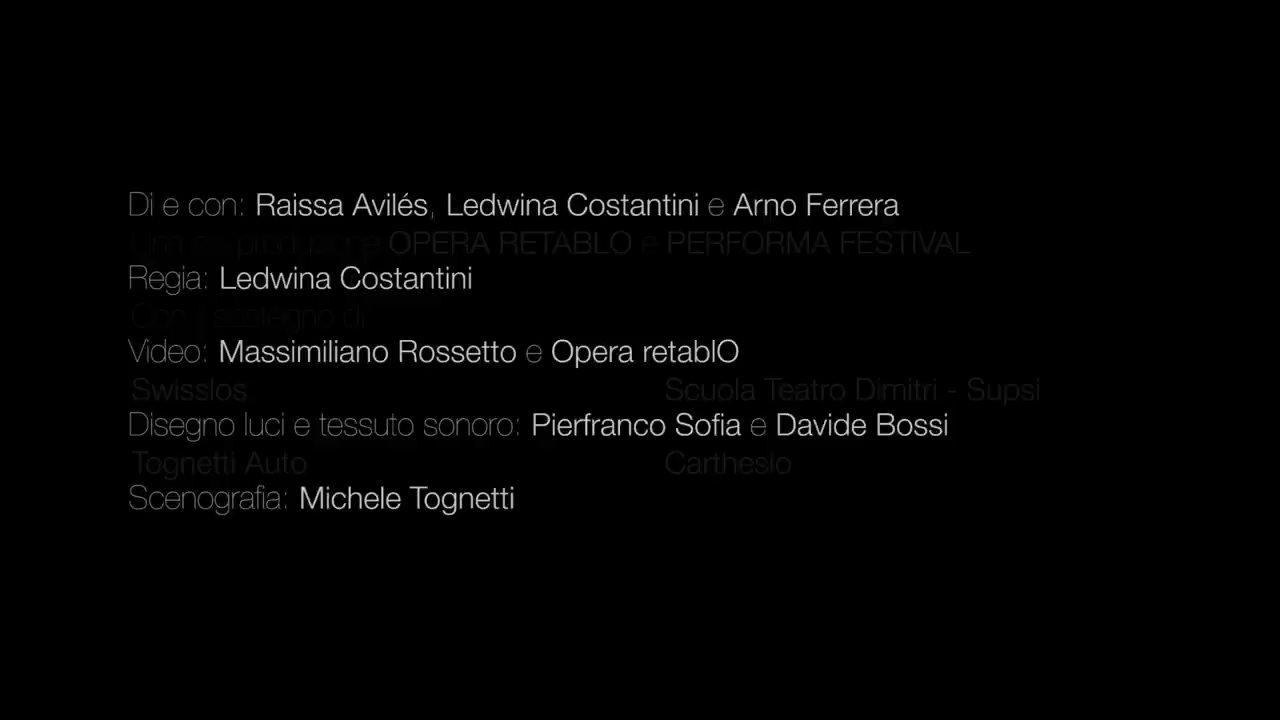 Di e con: Raissa Avilés, Ledwina Costantini e Arno Ferrera
Una co-produzione OPERA RETABLO e PERFORMA FESTIVAL
Regia: Ledwina Costantini
Con il sostegno di
Video: Massimiliano Rossetto e Opera retablO
Swisslos Scuola Teatro Dimitri - Supsi
Disegno luci e tessuto sonoro: Pierfranco Sofia e Davide Bossi
Tognetti Auto
Scenografia: Michele Tognetti